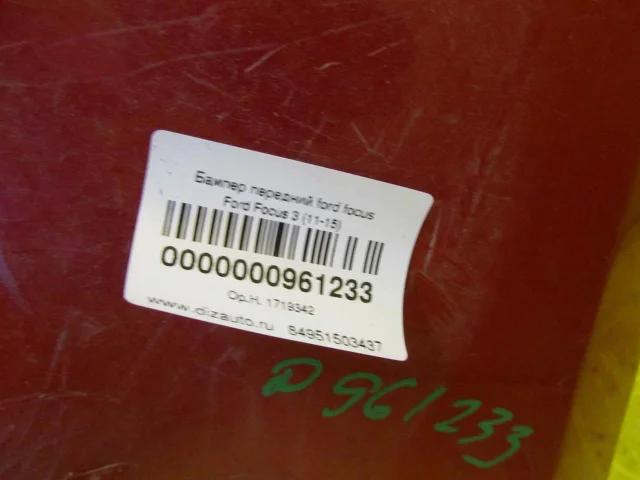 Бампер передний ford focus
Ford Focus 3 (11-15)
0000000961233
Ор.Н. 1719342
www.dizauto.ru 84951503437
D 961233